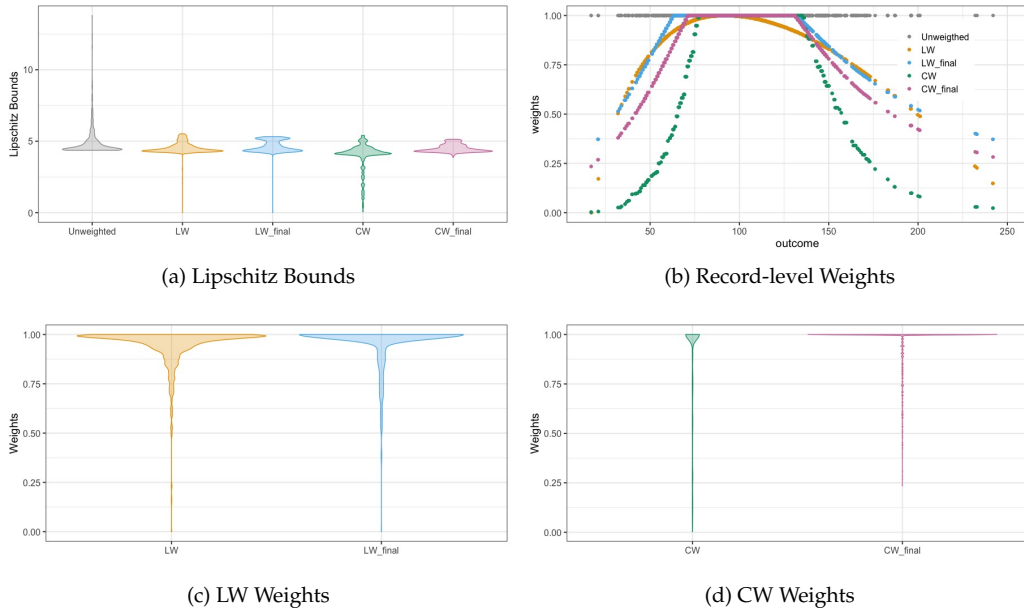 Lipschitz Bounds
10
5
0
Unweighted
LW
LW_final
CW
CW_final
(a) Lipschitz Bounds
weights
1.00
0.75
0.50
0.25
0.00
50
100
150
200
250
outcome
Unweigthed
LW
LW_final
CW
CW_final
(b) Record-level Weights
Weights
1.00
0.75
0.50
0.25
0.00
LW
LW_final
(c) LW Weights
Weights
1.00
0.75
0.50
0.25
0.00
CW
CW_final
(d) CW Weights